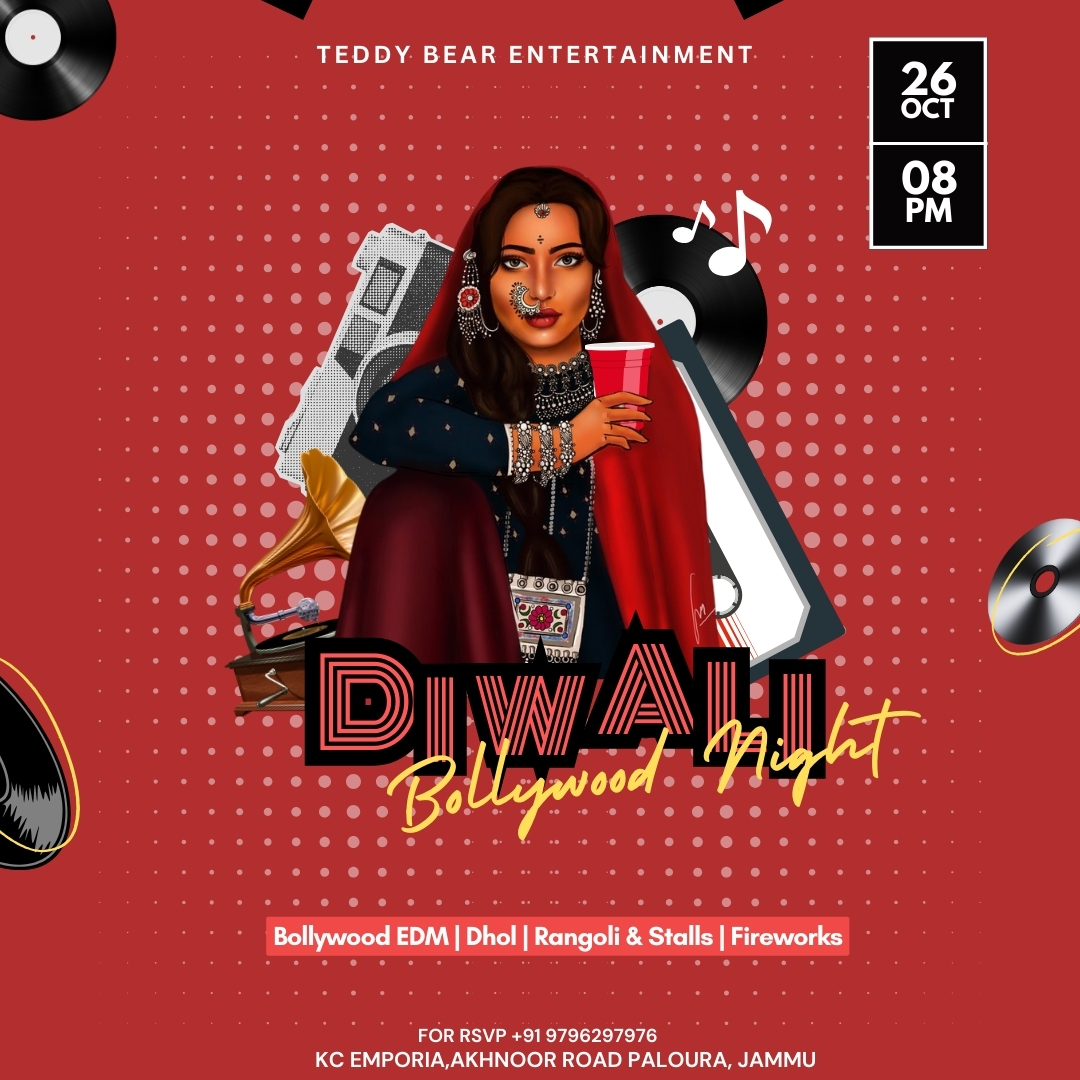 TEDDY BEAR ENTERTAINMENT
26
OCT
08
PM
DIWALI
Bollywood Night
Bollywood EDM | Dhol | Rangoli & Stalls | Fireworks
FOR RSVP +91 9796297976
KC EMPORIA,AKHNOOR ROAD PALOURA, JAMMU